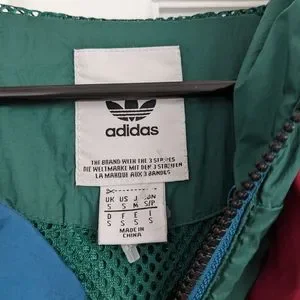 adidas
THE BRAND WITH THE 3 STRIPES
DIE WELTMARKE MIT DEN 3 STREIFEN
LA MARQUE AUX 3 BANDES
UK US J CN
S S M S/P
D F E I
S S S S
MADE IN
CHINA